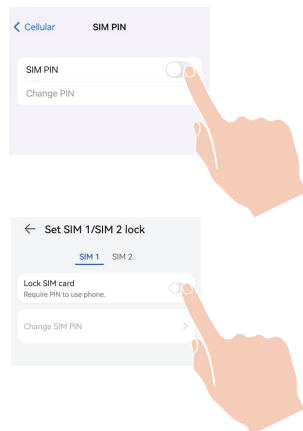 Cellular SIM PIN
SIM PIN
Change PIN
Set SIM 1/SIM 2 lock
SIM 1 SIM 2
Lock SIM card
Require PIN to use phone.
Change SIM PIN